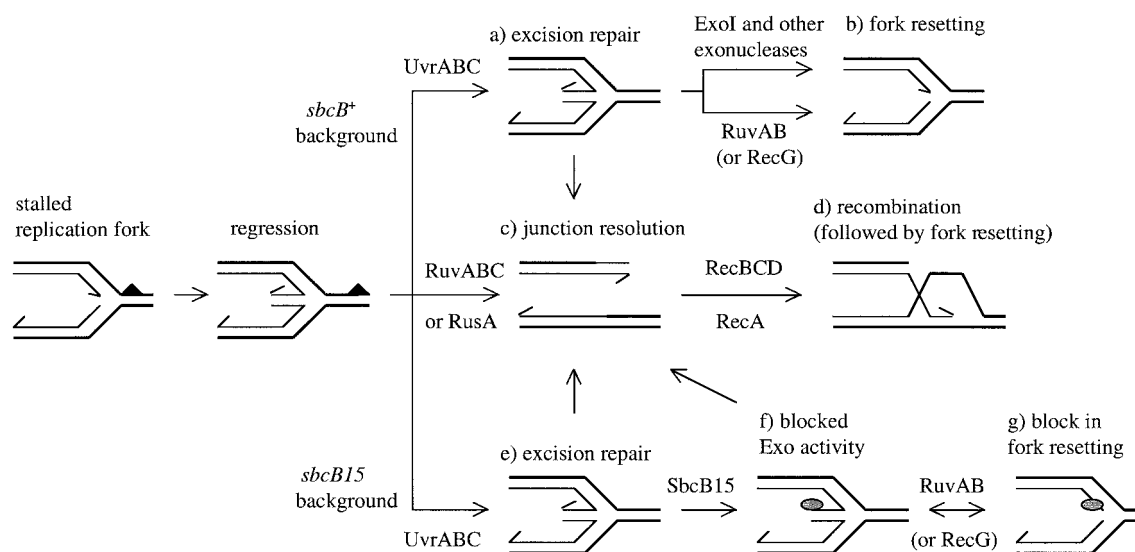 a) excision repair
ExoI and other
exonucleases
b) fork resetting
UvrABC
sbcB+
background
RuvAB
(or RecG)
stalled
replication fork
regression
c) junction resolution
d) recombination
(followed by fork resetting)
RuvABC
or RusA
RecBCD
RecA
f) blocked
Exo activity
g) block in
fork resetting
sbcB15
background
e) excision repair
SbcB15
RuvAB
UvrABC
(or RecG)